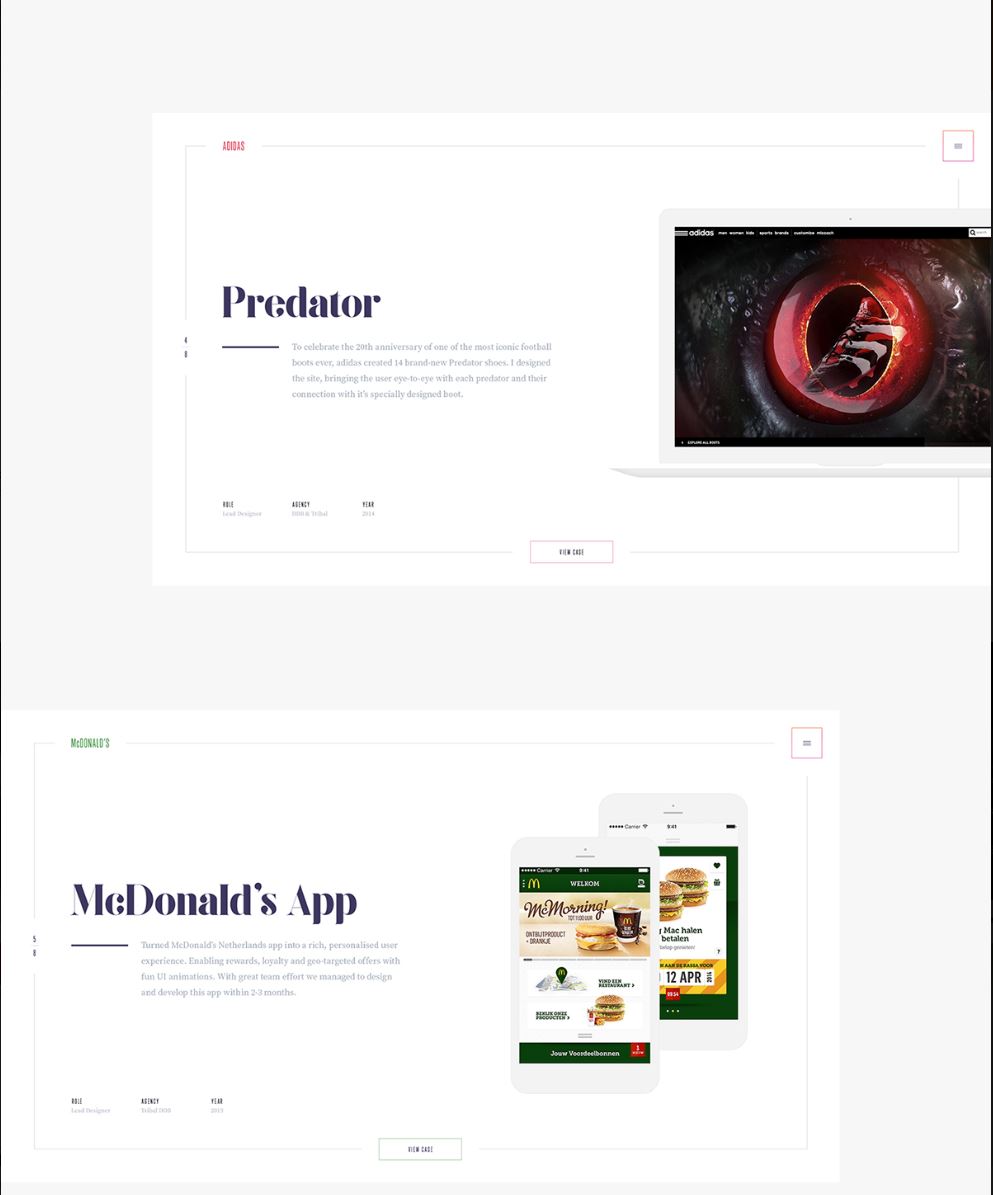 ADIDAS
adidas men women kids sports brands customise micoach
search
Predator
4
8
To celebrate the 20th anniversary of one of the most iconic football
boots ever, adidas created 14 brand-new Predator shoes. I designed
the site, bringing the user eye-to-eye with each predator and their
connection with it's specially designed boot.
EXPLORE ALL BOOTS
ROLE AGENCY YEAR
Lead Designer DDB & Tribal 2014
VIEW CASE
McDONALD'S
Carrier 9:41
Carrier 9:41
WELKOM
McMorning!
TOT 11:00 UUR
ONTBIJTPRODUCT
+ DRANKJE
Mac halen
betalen
McDonald's App
5
8
Turned McDonald's Netherlands app into a rich, personalised user
experience. Enabling rewards, loyalty and geo-targeted offers with
fun UI animations. With great team effort we managed to design
and develop this app within 2-3 months.
N AAN DE KASSA VOOR
12 APR 2014
VIND EEN
RESTAURANT >
BEKIJK ONZE
PRODUCTEN >
Jouw Voordeelbonnen
1
ROLE AGENCY YEAR
Lead Designer Tribal DDB 2013
VIEW CASE